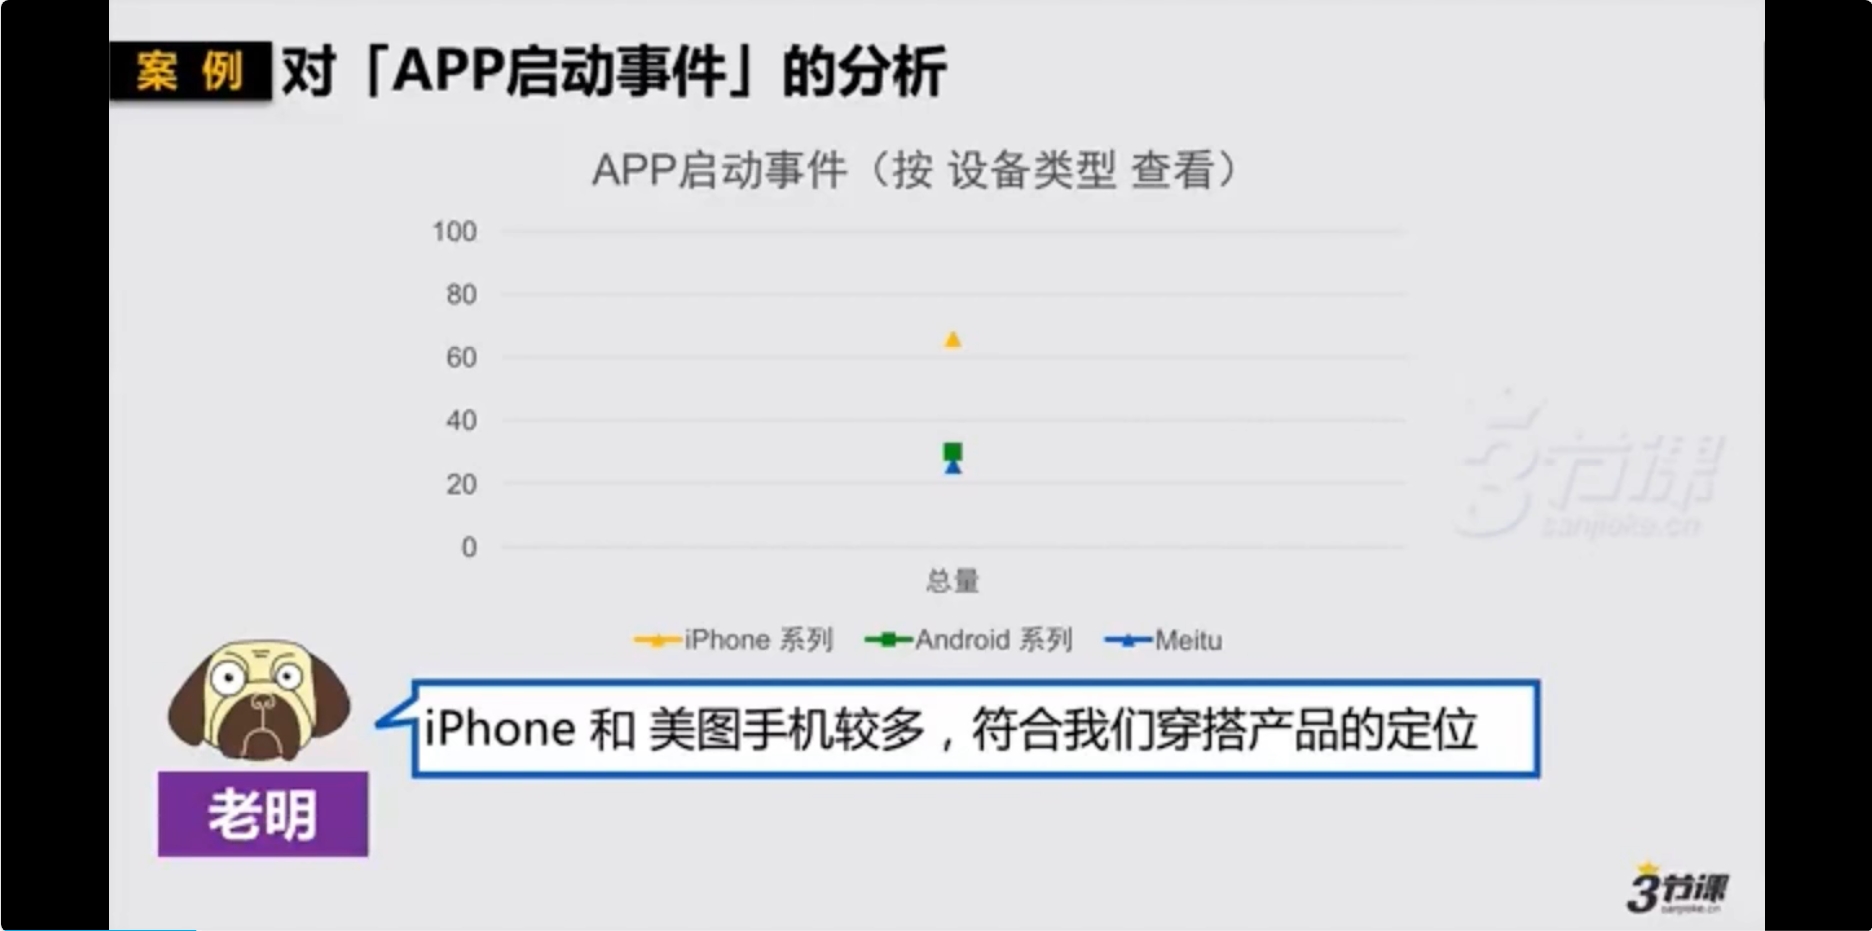 案 例 对「APP启动事件」的分析
APP启动事件（按 设备类型 查看）
100
80
60
40
20
0
总量
iPhone 系列 Android 系列 Meitu
3节课
sanjieke.cn
iPhone 和 美图手机较多，符合我们穿搭产品的定位
老明
3节课
sanjieke.cn